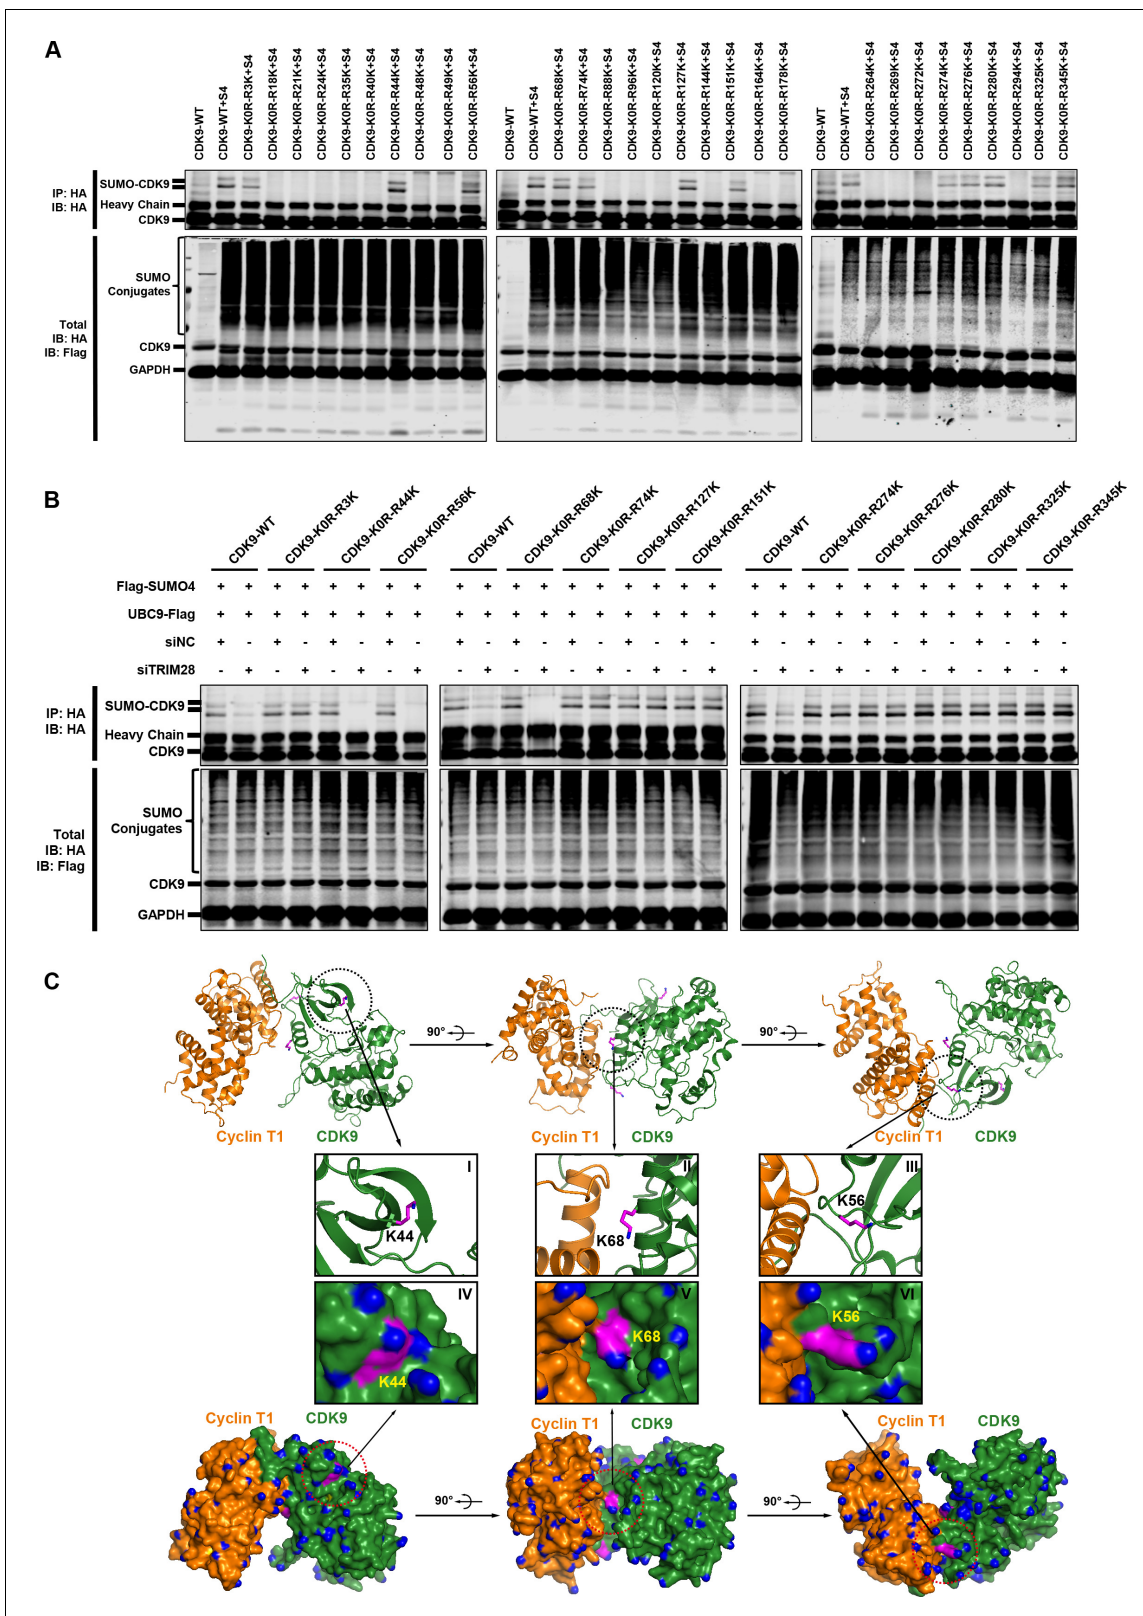 A
CDK9-WT
CDK9-WT+S4
CDK9-K0R-R3K+S4
CDK9-K0R-R18K+S4
CDK9-K0R-R21K+S4
CDK9-K0R-R24K+S4
CDK9-K0R-R35K+S4
CDK9-K0R-R40K+S4
CDK9-K0R-R44K+S4
CDK9-K0R-R48K+S4
CDK9-K0R-R49K+S4
CDK9-K0R-R56K+S4
CDK9-WT
CDK9-WT+S4
CDK9-K0R-R68K+S4
CDK9-K0R-R74K+S4
CDK9-K0R-R88K+S4
CDK9-K0R-R96K+S4
CDK9-K0R-R120K+S4
CDK9-K0R-R127K+S4
CDK9-K0R-R144K+S4
CDK9-K0R-R151K+S4
CDK9-K0R-R164K+S4
CDK9-K0R-R178K+S4
CDK9-WT
CDK9-WT+S4
CDK9-K0R-R264K+S4
CDK9-K0R-R269K+S4
CDK9-K0R-R272K+S4
CDK9-K0R-R274K+S4
CDK9-K0R-R276K+S4
CDK9-K0R-R280K+S4
CDK9-K0R-R294K+S4
CDK9-K0R-R325K+S4
CDK9-K0R-R345K+S4
IP: HA
IB: HA
SUMO-CDK9
Heavy Chain
CDK9
Total
IB: HA
IB: Flag
SUMO
Conjugates
CDK9
GAPDH
B
CDK9-WT
CDK9-K0R-R3K
CDK9-K0R-R44K
CDK9-K0R-R56K
CDK9-WT
CDK9-K0R-R68K
CDK9-K0R-R74K
CDK9-K0R-R127K
CDK9-K0R-R151K
CDK9-WT
CDK9-K0R-R274K
CDK9-K0R-R276K
CDK9-K0R-R280K
CDK9-K0R-R325K
CDK9-K0R-R345K
Flag-SUMO4 + + + + + + + + + + + + + + + + + + + + + + + + + + + + + +
UBC9-Flag + + + + + + + + + + + + + + + + + + + + + + + + + + + + + +
siNC + - + - + - + - + - + - + - + - + - + - + - + - + - + - + -
siTRIM28 - + - + - + - + - + - + - + - + - + - + - + - + - + - + - +
IP: HA
IB: HA
SUMO-CDK9
Heavy Chain
CDK9
Total
IB: HA
IB: Flag
SUMO
Conjugates
CDK9
GAPDH
C
90° 90°
Cyclin T1 CDK9 Cyclin T1 CDK9 Cyclin T1 CDK9
I II III
K44 K68 K56
IV V VI
K44 K68 K56
Cyclin T1 CDK9 Cyclin T1 CDK9 Cyclin T1 CDK9
90° 90°